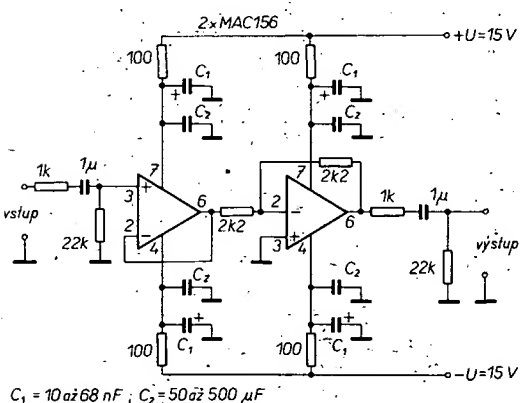 2×MAC156
+U=15 V
100
100
C₁
C₁
+
+
C₂
C₂
1k
1µ
7
7
2k2
3
+
6
2
−
6
1k
1µ
vstup
2
−
2k2
3
+
výstup
4
4
22k
22k
C₂
C₂
+
+
C₁
C₁
100
100
−U=15 V
C₁ = 10 až 68 nF ; C₂ = 50 až 500 µF